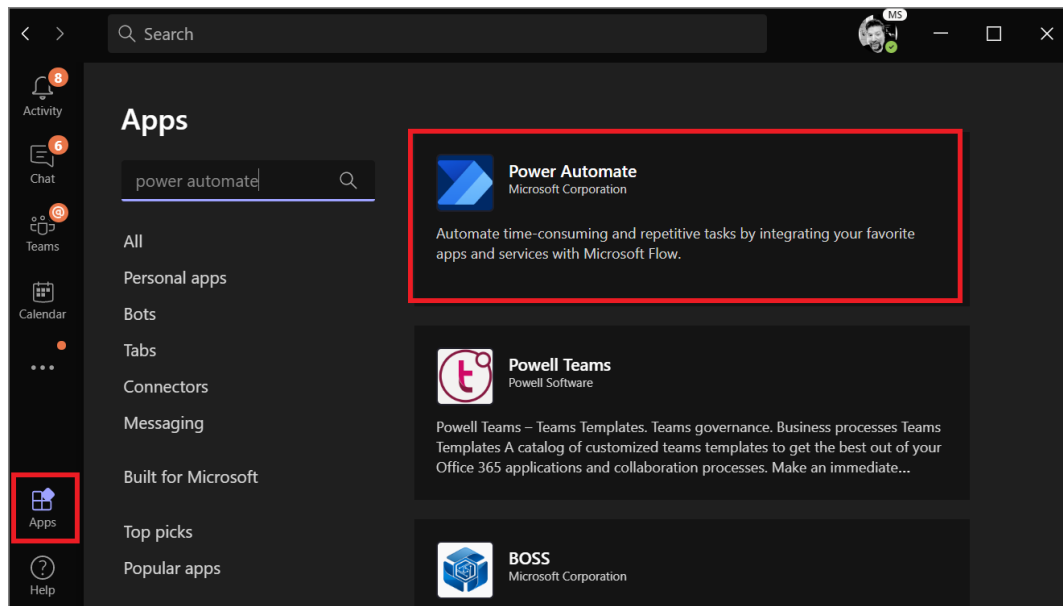 Search
MS
8
Activity
6
Chat
@
Teams
Calendar
Apps
Help
Apps
power automate
All
Personal apps
Bots
Tabs
Connectors
Messaging
Built for Microsoft
Top picks
Popular apps
Power Automate
Microsoft Corporation
Automate time-consuming and repetitive tasks by integrating your favorite
apps and services with Microsoft Flow.
t
Powell Teams
Powell Software
Powell Teams – Teams Templates. Teams governance. Business processes Teams
Templates A catalog of customized teams templates to get the best out of your
Office 365 applications and collaboration processes. Make an immediate...
BOSS
Microsoft Corporation